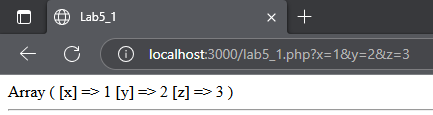 Lab5_1
localhost:3000/lab5_1.php?x=1&y=2&z=3
Array ( [x] => 1 [y] => 2 [z] => 3 )